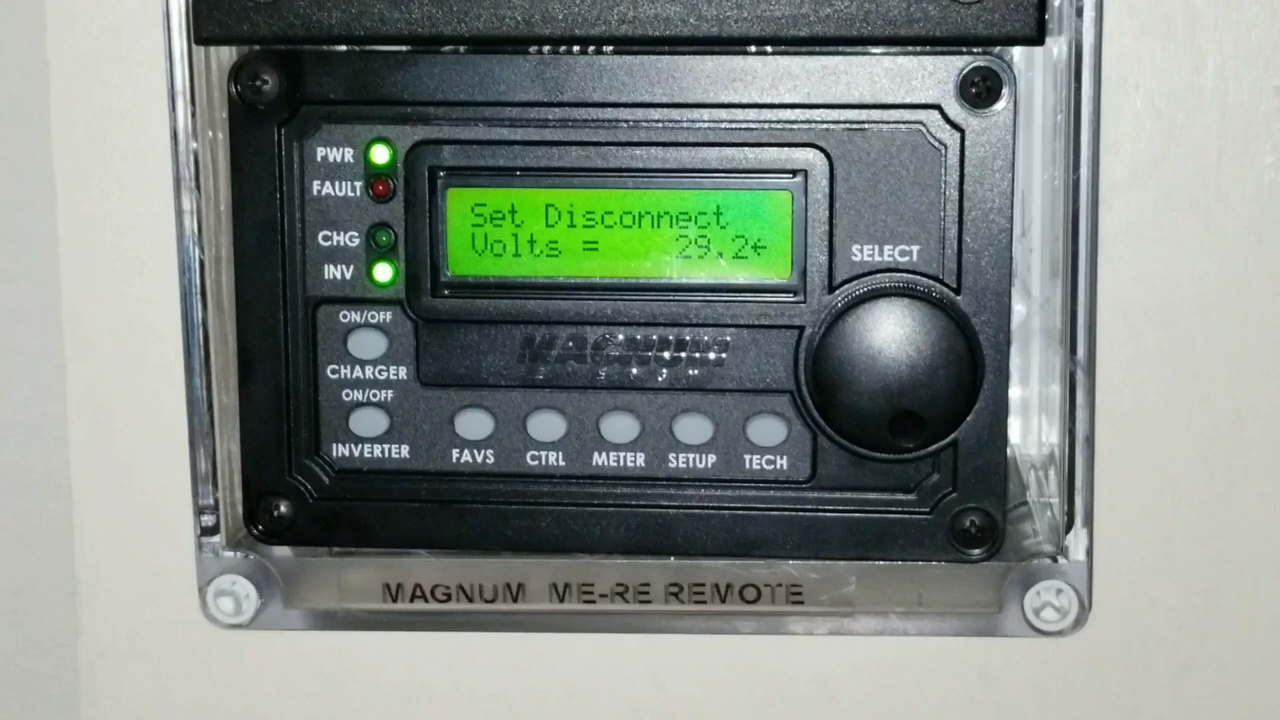 PWR
FAULT
CHG
INV
Set Disconnect
Volts = 29.2←
SELECT
ON/OFF
CHARGER
ON/OFF
INVERTER
MAGNUM
FAVS
CTRL
METER
SETUP
TECH
MAGNUM ME-RE REMOTE